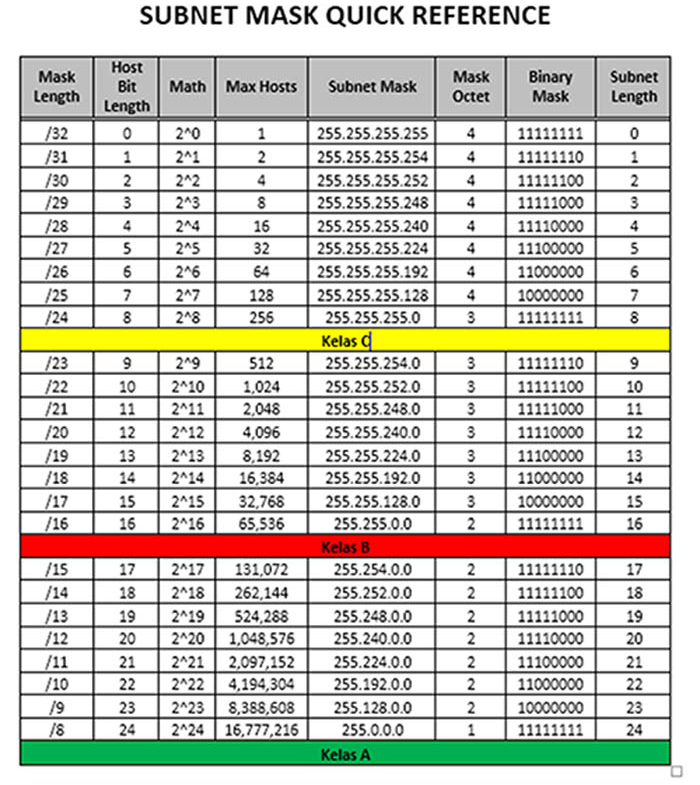 SUBNET MASK QUICK REFERENCE
Mask Length Host Bit Length Math Max Hosts Subnet Mask Mask Octet Binary Mask Subnet Length
/32 0 2^0 1 255.255.255.255 4 11111111 0
/31 1 2^1 2 255.255.255.254 4 11111110 1
/30 2 2^2 4 255.255.255.252 4 11111100 2
/29 3 2^3 8 255.255.255.248 4 11111000 3
/28 4 2^4 16 255.255.255.240 4 11110000 4
/27 5 2^5 32 255.255.255.224 4 11100000 5
/26 6 2^6 64 255.255.255.192 4 11000000 6
/25 7 2^7 128 255.255.255.128 4 10000000 7
/24 8 2^8 256 255.255.255.0 3 11111111 8
Kelas C
/23 9 2^9 512 255.255.254.0 3 11111110 9
/22 10 2^10 1,024 255.255.252.0 3 11111100 10
/21 11 2^11 2,048 255.255.248.0 3 11111000 11
/20 12 2^12 4,096 255.255.240.0 3 11110000 12
/19 13 2^13 8,192 255.255.224.0 3 11100000 13
/18 14 2^14 16,384 255.255.192.0 3 11000000 14
/17 15 2^15 32,768 255.255.128.0 3 10000000 15
/16 16 2^16 65,536 255.255.0.0 2 11111111 16
Kelas B
/15 17 2^17 131,072 255.254.0.0 2 11111110 17
/14 18 2^18 262,144 255.252.0.0 2 11111100 18
/13 19 2^19 524,288 255.248.0.0 2 11111000 19
/12 20 2^20 1,048,576 255.240.0.0 2 11110000 20
/11 21 2^21 2,097,152 255.224.0.0 2 11100000 21
/10 22 2^22 4,194,304 255.192.0.0 2 11000000 22
/9 23 2^23 8,388,608 255.128.0.0 2 10000000 23
/8 24 2^24 16,777,216 255.0.0.0 1 11111111 24
Kelas A